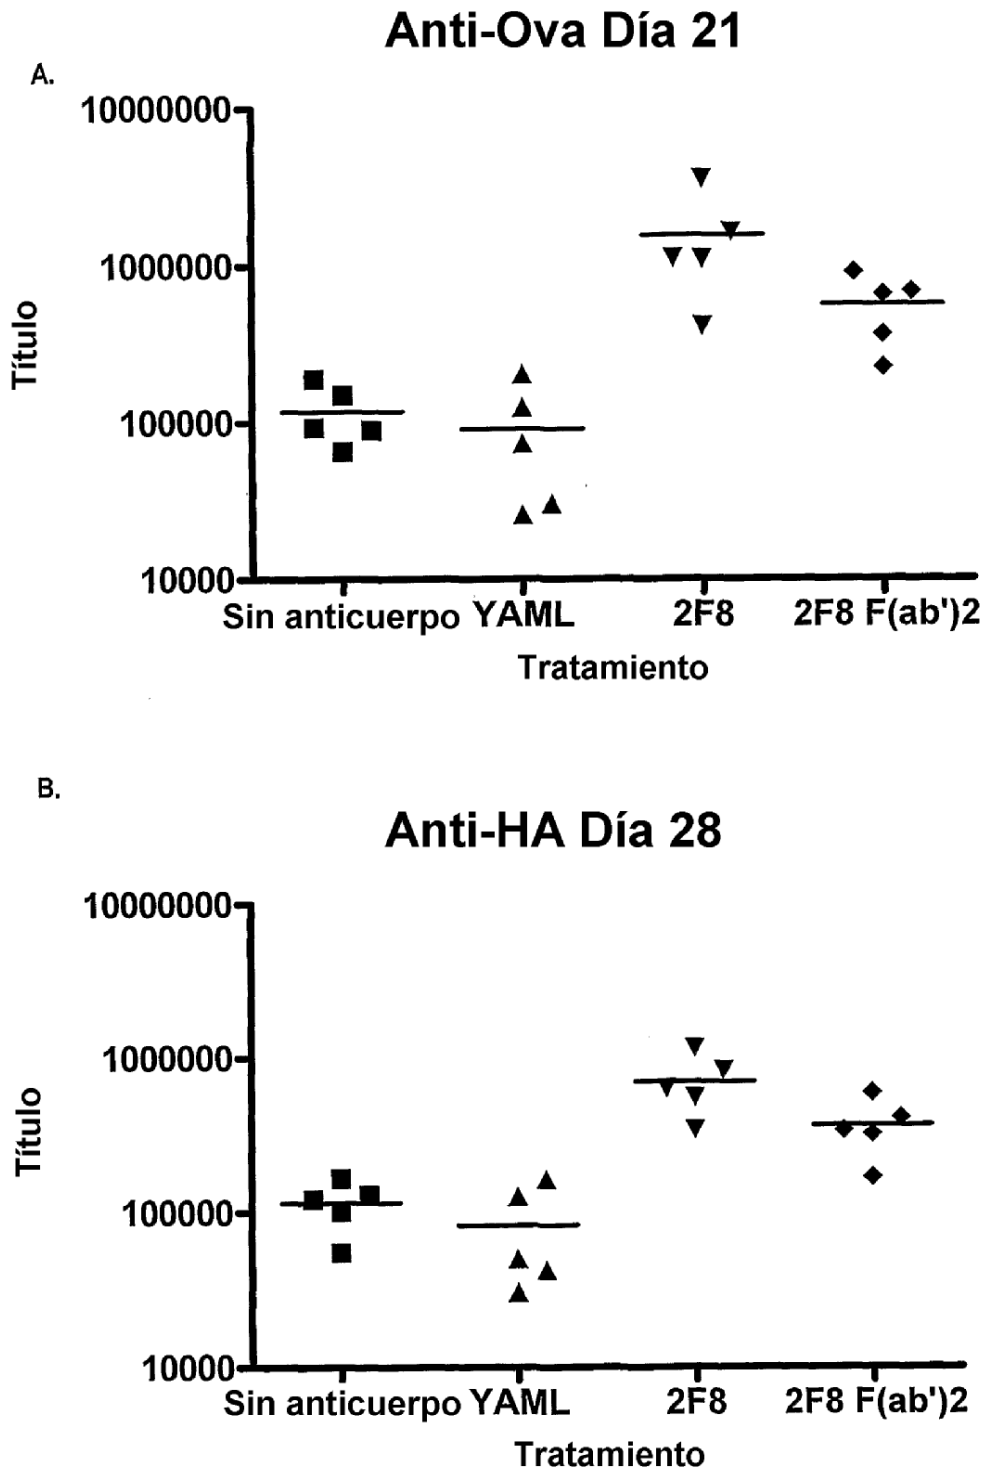 Anti-Ova Día 21
A.
10000000
1000000
100000
10000
Título
Sin anticuerpo YAML 2F8 2F8 F(ab')2
Tratamiento
B.
Anti-HA Día 28
10000000
1000000
100000
10000
Título
Sin anticuerpo YAML 2F8 2F8 F(ab')2
Tratamiento